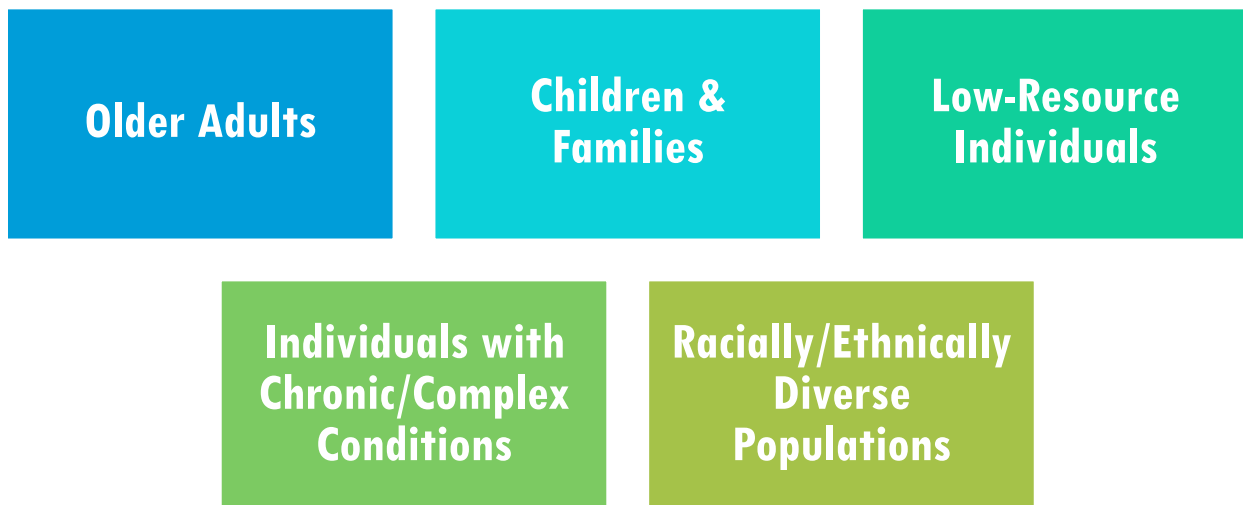 Older Adults
Children &
Families
Low-Resource
Individuals
Individuals with
Chronic/Complex
Conditions
Racially/Ethnically
Diverse
Populations